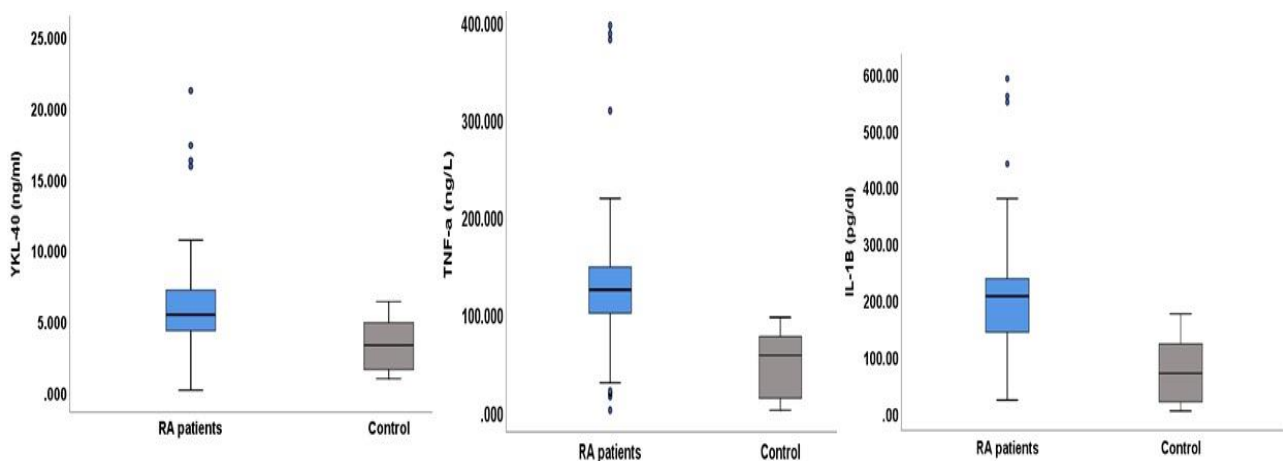 YKL-40 (ng/ml)
25.000
20.000
15.000
10.000
5.000
.000
RA patients
Control
TNF-a (ng/L)
400.000
300.000
200.000
100.000
.000
RA patients
Control
IL-1B (pg/dl)
600.00
500.00
400.00
300.00
200.00
100.00
.00
RA patients
Control